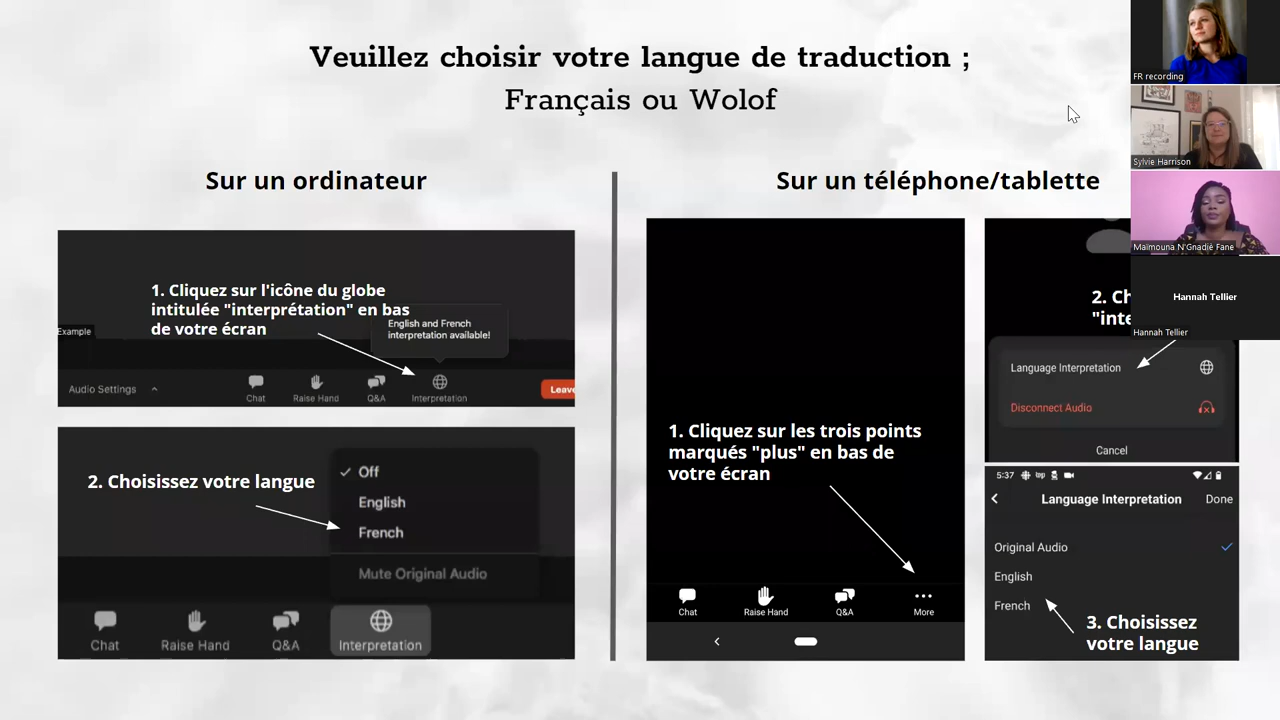 Veuillez choisir votre langue de traduction ;
Français ou Wolof
Sur un ordinateur
1. Cliquez sur l'icône du globe
intitulée "interprétation" en bas
de votre écran
English and French
interpretation available!
Example
Audio Settings
Chat
Raise Hand
Q&A
Interpretation
Leave
2. Choisissez votre langue
Off
English
French
Mute Original Audio
Chat
Raise Hand
Q&A
Interpretation
Sur un téléphone/tablette
1. Cliquez sur les trois points
marqués "plus" en bas de
votre écran
Chat
Raise Hand
Q&A
More
2.
Language Interpretation
Disconnect Audio
Cancel
5:37
Language Interpretation
Done
Original Audio
English
French
3. Choisissez
votre langue
FR recording
Sylvie Harrison
Maïmouna N'Gnadié Fane
Hannah Tellier
Hannah Tellier